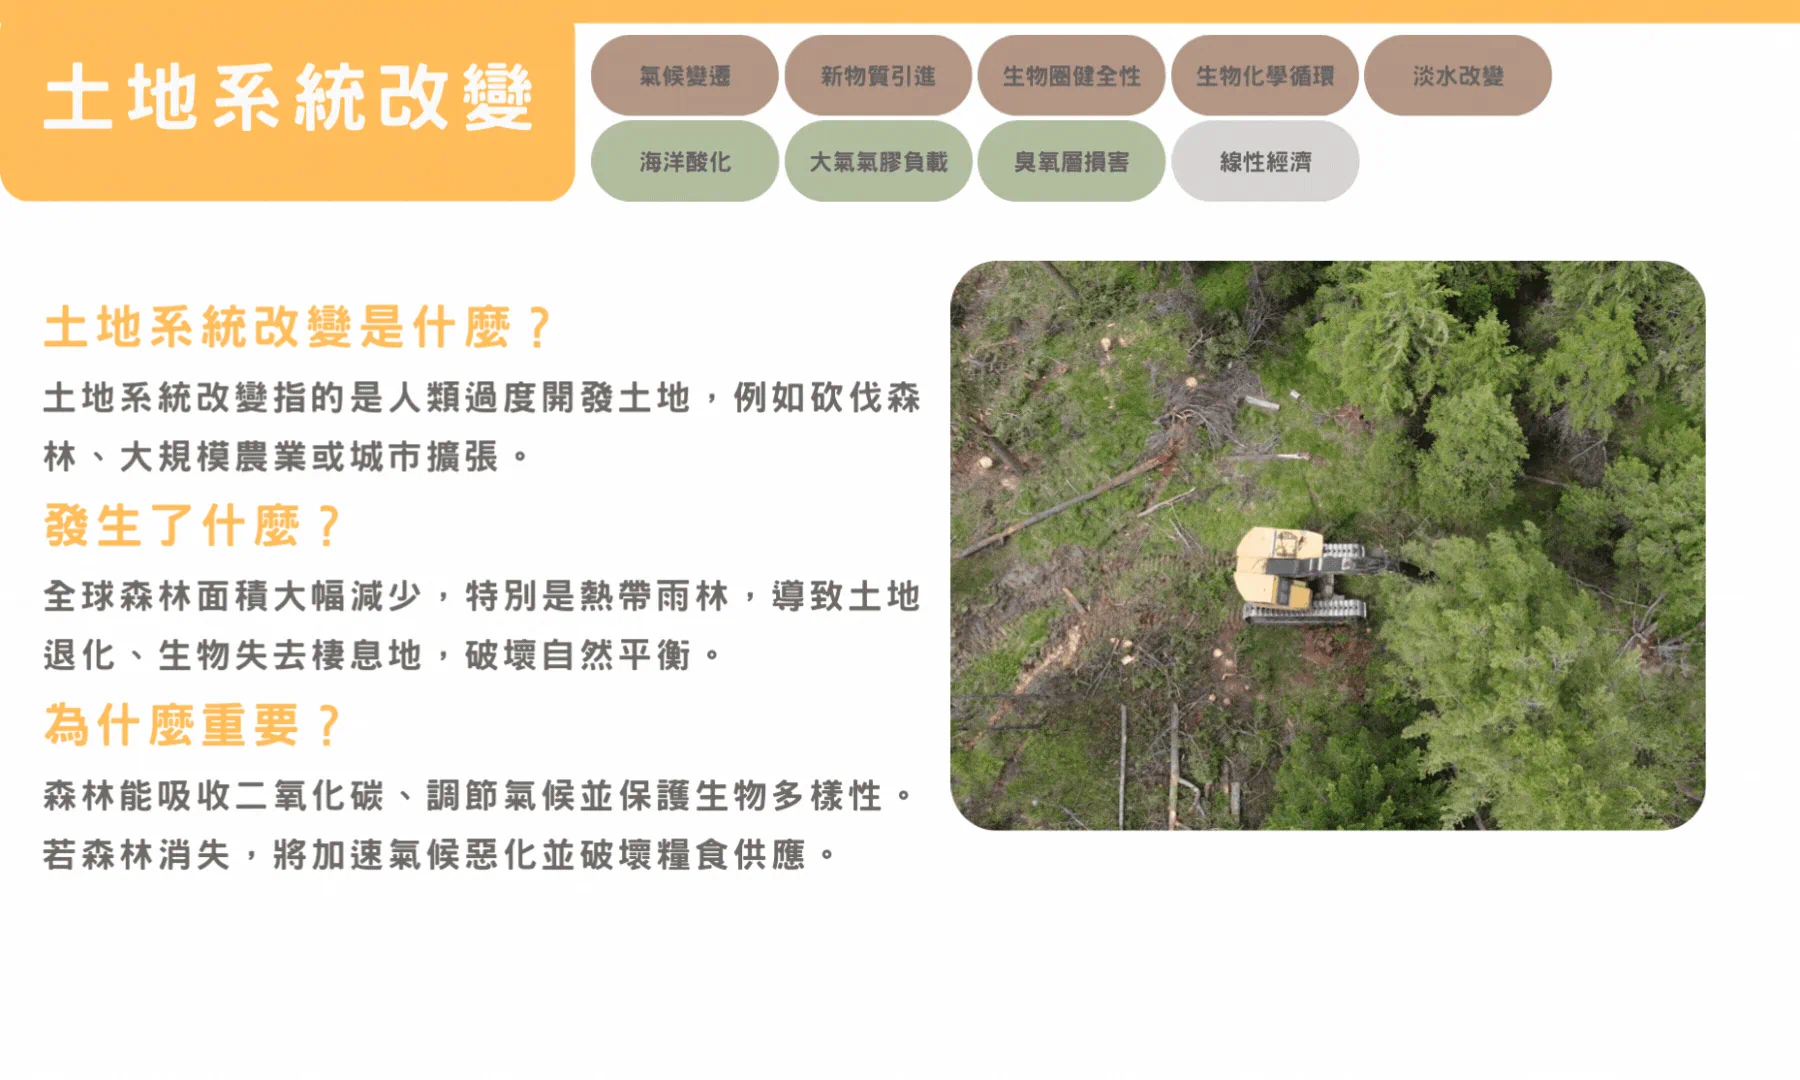 土地系統改變
氣候變遷
新物質引進
生物圈健全性
生物化學循環
淡水改變
海洋酸化
大氣氣膠負載
臭氧層損害
線性經濟
土地系統改變是什麼？
土地系統改變指的是人類過度開發土地，例如砍伐森
林、大規模農業或城市擴張。
發生了什麼？
全球森林面積大幅減少，特別是熱帶雨林，導致土地
退化、生物失去棲息地，破壞自然平衡。
為什麼重要？
森林能吸收二氧化碳、調節氣候並保護生物多樣性。
若森林消失，將加速氣候惡化並破壞糧食供應。